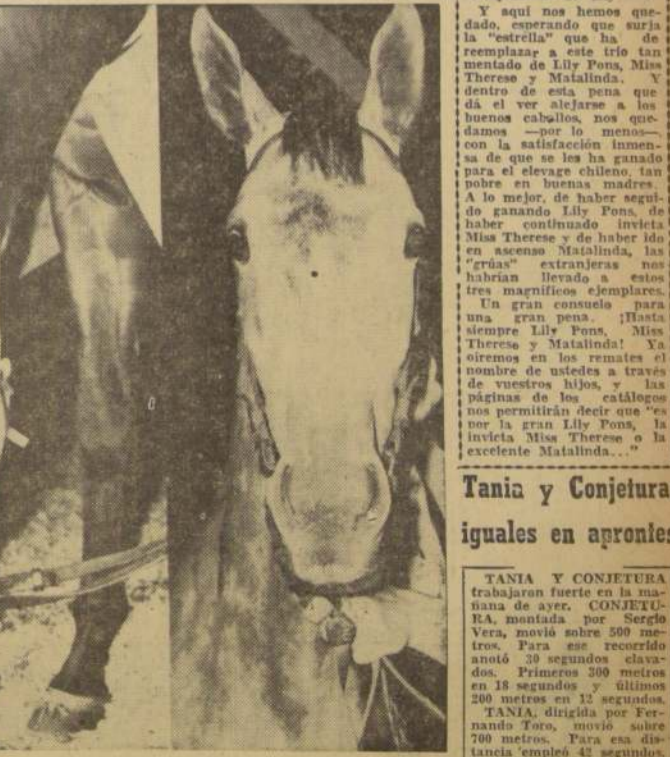 Y aquí nos hemos que-
dado, esperando que surja
la "estrella" que ha de
reemplazar a este trío tan
mentado de Lily Pons, Miss
Therese y Matalinda. Y
dentro de esta pena que
dá el ver alejarse a los
buenos caballos, nos que-
damos —por lo menos—
con la satisfacción inmen-
sa de que se les ha ganado
para el elevage chileno, tan
pobre en buenas madres.
A lo mejor, de haber segui-
do ganando Lily Pons, de
haber continuado invicta
Miss Therese y de haber ido
en ascenso Matalinda, las
"grúas" extranjeras nos
habrían llevado a estos
tres magníficos ejemplares.
Un gran consuelo para
una gran pena. ¡Hasta
siempre Lily Pons, Miss
Therese y Matalinda! Ya
oiremos en los remates el
nombre de ustedes a través
de vuestros hijos, y las
páginas de los catálogos
nos permitirán decir que "es
por la gran Lily Pons, la
invicta Miss Therese o la
excelente Matalinda..."
Tania y Conjetura
iguales en aprontes
TANIA Y CONJETURA
trabajaron fuerte en la ma-
ñana de ayer. CONJETU-
RA, montada por Sergio
Vera, movió sobre 500 me-
tros. Para ese recorrido
anotó 30 segundos clava-
dos. Primeros 300 metros
en 18 segundos y últimos
200 metros en 12 segundos.
TANIA, dirigida por Fer-
nando Toro, movió sobre
700 metros. Para esa dis-
tancia empleó 42 segundos.